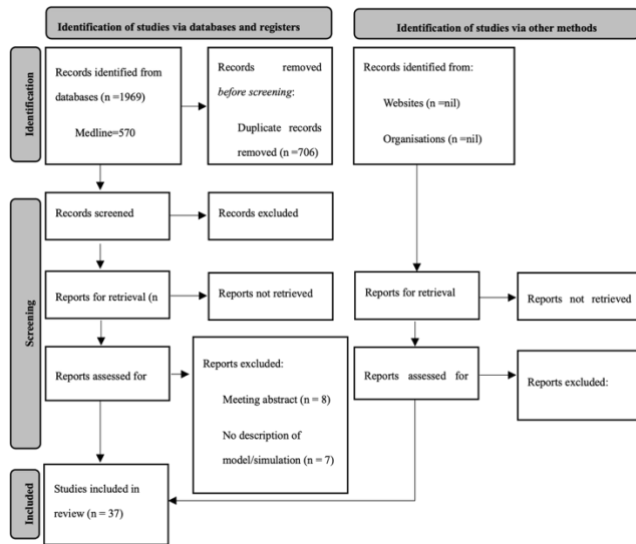 Identification of studies via databases and registers
Identification of studies via other methods
Identification
Records identified from
databases (n =1969)
Medline=570
Records removed
before screening:
Duplicate records
removed (n =706)
Records identified from:
Websites (n =nil)
Organisations (n =nil)
Screening
Records screened
Records excluded
Reports for retrieval (n
Reports not retrieved
Reports for retrieval
Reports not retrieved
Reports assessed for
Reports excluded:
Meeting abstract (n = 8)
No description of
model/simulation (n = 7)
Reports assessed for
Reports excluded:
Included
Studies included in
review (n = 37)